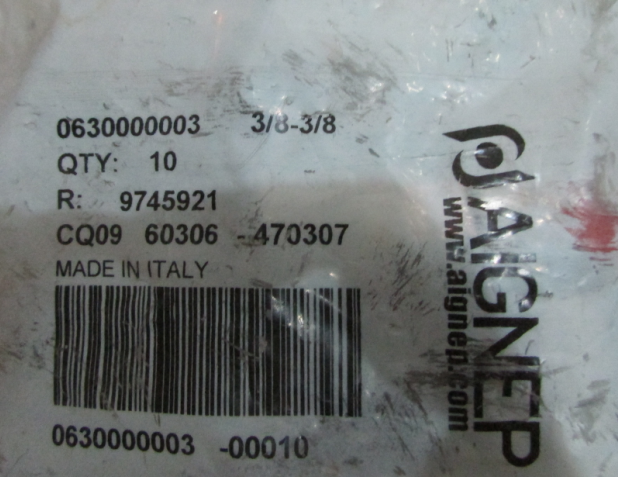 0630000003 3/8-3/8
QTY: 10
R: 9745921
CQ09 60306 - 470307
MADE IN ITALY
0630000003 -00010
AIGNEP
www.aignep.com